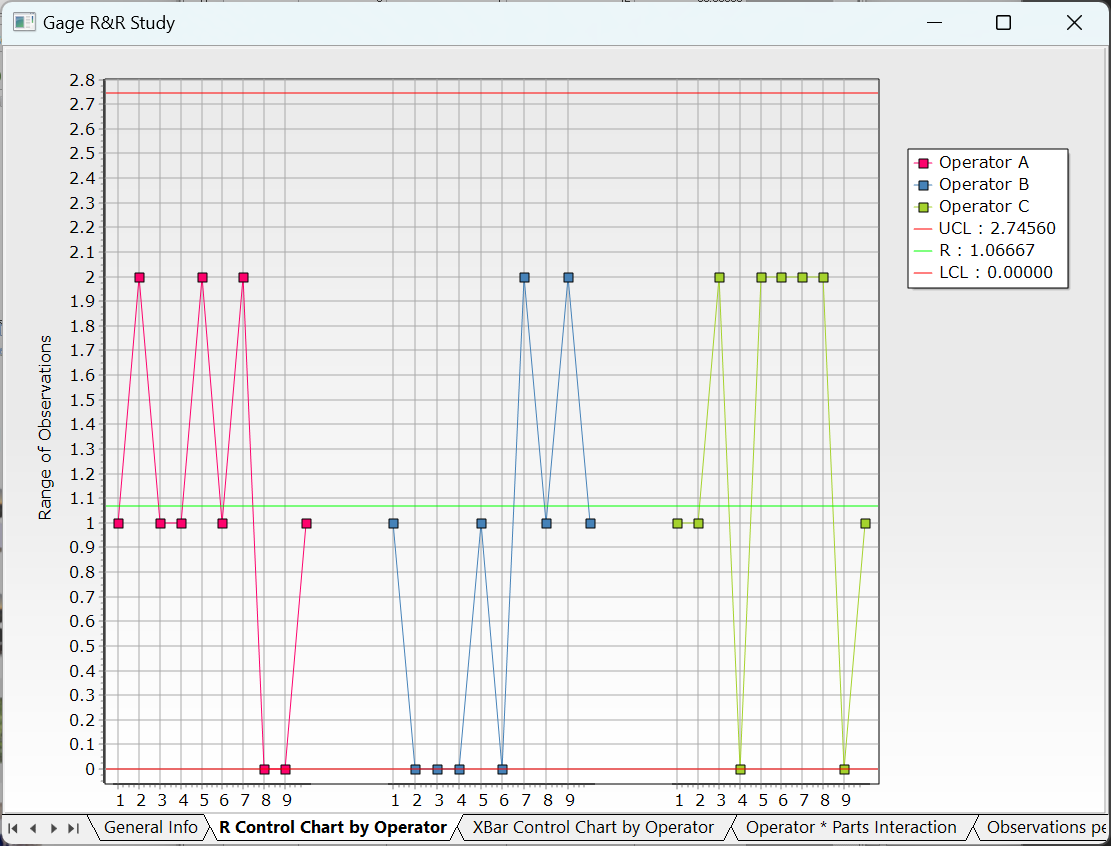 Gage R&R Study
2.8
2.7
2.6
2.5
2.4
2.3
2.2
2.1
2
1.9
1.8
1.7
1.6
1.5
1.4
1.3
1.2
1.1
1
0.9
0.8
0.7
0.6
0.5
0.4
0.3
0.2
0.1
0
Range of Observations
1 2 3 4 5 6 7 8 9
1 2 3 4 5 6 7 8 9
1 2 3 4 5 6 7 8 9
Operator A
Operator B
Operator C
UCL : 2.74560
R : 1.06667
LCL : 0.00000
General Info
R Control Chart by Operator
XBar Control Chart by Operator
Operator * Parts Interaction
Observations pe